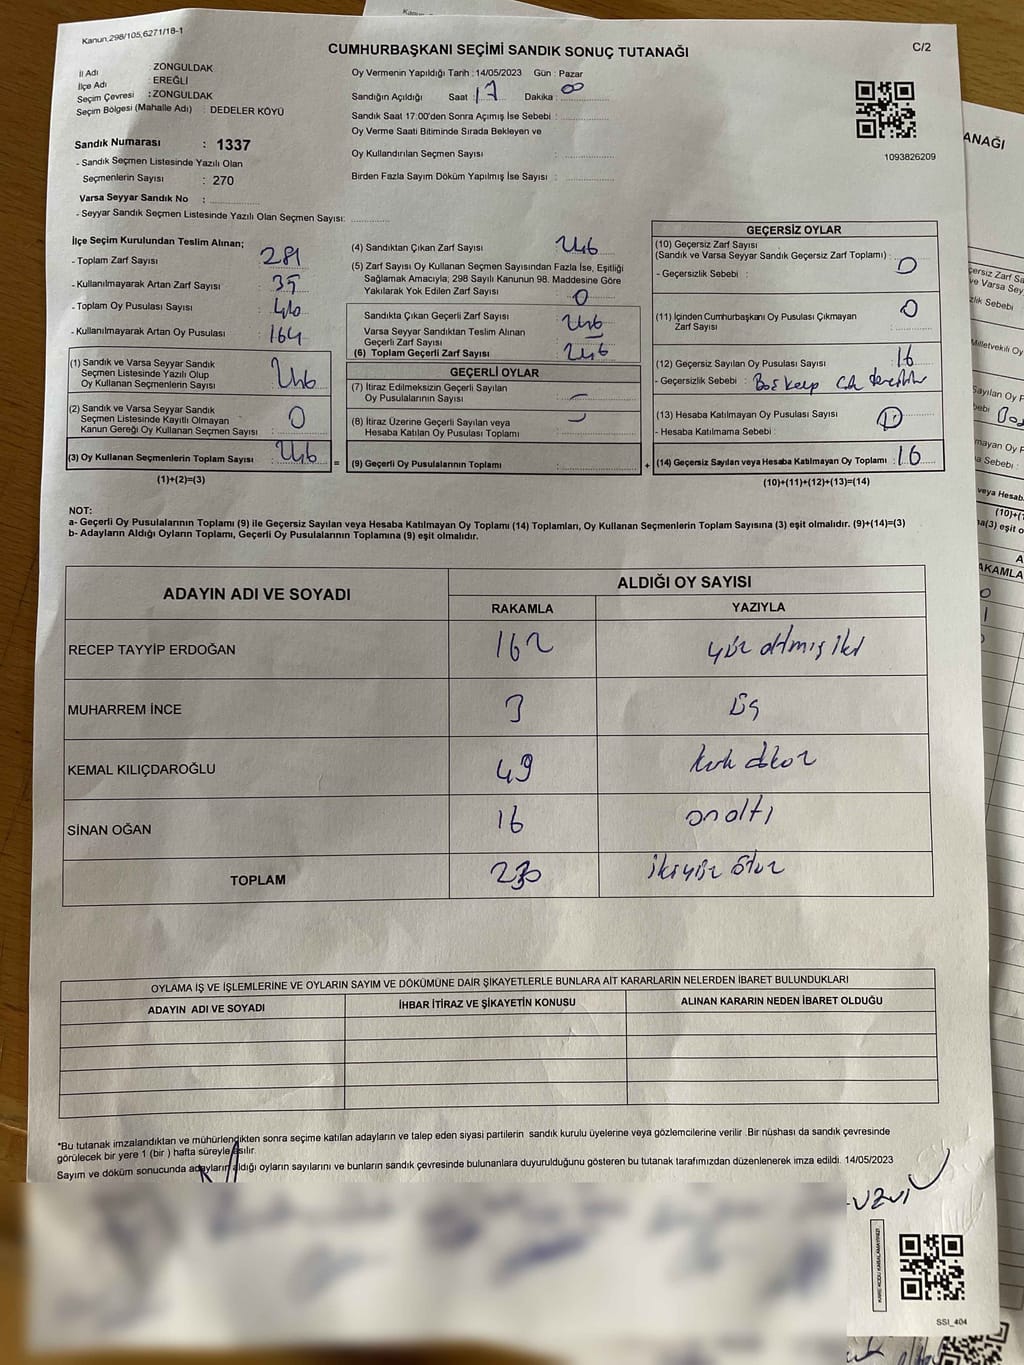 Kanun.298/105,6271/18-1
CUMHURBAŞKANI SEÇİMİ SANDIK SONUÇ TUTANAĞI
C/2
İl Adı : ZONGULDAK
İlçe Adı : EREĞLİ
Seçim Çevresi : ZONGULDAK
Seçim Bölgesi (Mahalle Adı) DEDELER KÖYÜ
Sandık Numarası : 1337
- Sandık Seçmen Listesinde Yazılı Olan
Seçmenlerin Sayısı : 270
Varsa Seyyar Sandık No :
- Seyyar Sandık Seçmen Listesinde Yazılı Olan Seçmen Sayısı:
Oy Vermenin Yapıldığı Tarih : 14/05/2023 Gün : Pazar
Sandığın Açıldığı Saat : 17 Dakika : 00
Sandık Saat 17:00'den Sonra Açımış İse Sebebi :
Oy Verme Saati Bitiminde Sırada Bekleyen ve
Oy Kullandırılan Seçmen Sayısı :
Birden Fazla Sayım Döküm Yapılmış İse Sayısı :
1093826209
İlçe Seçim Kurulundan Teslim Alınan;
- Toplam Zarf Sayısı : 281
- Kullanılmayarak Artan Zarf Sayısı : 35
- Toplam Oy Pusulası Sayısı :
- Kullanılmayarak Artan Oy Pusulası : 164
(1) Sandık ve Varsa Seyyar Sandık
Seçmen Listesinde Yazılı Olup
Oy Kullanan Seçmenlerin Sayısı : 246
(2) Sandık ve Varsa Seyyar Sandık
Seçmen Listesinde Kayıtlı Olmayan
Kanun Gereği Oy Kullanan Seçmen Sayısı : 0
(3) Oy Kullanan Seçmenlerin Toplam Sayısı : 246
(1)+(2)=(3)
(4) Sandıktan Çıkan Zarf Sayısı : 246
(5) Zarf Sayısı Oy Kullanan Seçmen Sayısından Fazla İse, Eşitliği
Sağlamak Amacıyla, 298 Sayılı Kanunun 98. Maddesine Göre
Yakılarak Yok Edilen Zarf Sayısı : 0
Sandıkta Çıkan Geçerli Zarf Sayısı : 246
Varsa Seyyar Sandıktan Teslim Alınan
Geçerli Zarf Sayısı :
(6) Toplam Geçerli Zarf Sayısı : 246
GEÇERLİ OYLAR
(7) İtiraz Edilmeksizin Geçerli Sayılan
Oy Pusulalarının Sayısı :
(8) İtiraz Üzerine Geçerli Sayılan veya
Hesaba Katılan Oy Pusulası Toplamı :
= (9) Geçerli Oy Pusulalarının Toplamı :
GEÇERSİZ OYLAR
(10) Geçersiz Zarf Sayısı
(Sandık ve Varsa Seyyar Sandık Geçersiz Zarf Toplamı) : 0
- Geçersizlik Sebebi :
(11) İçinden Cumhurbaşkanı Oy Pusulası Çıkmayan
Zarf Sayısı : 0
(12) Geçersiz Sayılan Oy Pusulası Sayısı : 16
- Geçersizlik Sebebi :
(13) Hesaba Katılmayan Oy Pusulası Sayısı :
- Hesaba Katılmama Sebebi :
+ (14) Geçersiz Sayılan veya Hesaba Katılmayan Oy Toplamı : 16
(10)+(11)+(12)+(13)=(14)
NOT:
a- Geçerli Oy Pusulalarının Toplamı (9) ile Geçersiz Sayılan veya Hesaba Katılmayan Oy Toplamı (14) Toplamları, Oy Kullanan Seçmenlerin Toplam Sayısına (3) eşit olmalıdır. (9)+(14)=(3)
b- Adayların Aldığı Oyların Toplamı, Geçerli Oy Pusulalarının Toplamına (9) eşit olmalıdır.
ADAYIN ADI VE SOYADI ALDIĞI OY SAYISI
RAKAMLA YAZIYLA
RECEP TAYYİP ERDOĞAN 162 yüz altmış iki
MUHARREM İNCE 3 üç
KEMAL KILIÇDAROĞLU 49 kırk dokuz
SİNAN OĞAN 16 on altı
TOPLAM 230 ikiyüz otuz
OYLAMA İŞ VE İŞLEMLERİNE VE OYLARIN SAYIM VE DÖKÜMÜNE DAİR ŞİKAYETLERLE BUNLARA AİT KARARLARIN NELERDEN İBARET BULUNDUKLARI
ADAYIN ADI VE SOYADI İHBAR İTİRAZ VE ŞİKAYETİN KONUSU ALINAN KARARIN NEDEN İBARET OLDUĞU
*Bu tutanak imzalandıktan ve mühürlendikten sonra seçime katılan adayların ve talep eden siyasi partilerin sandık kurulu üyelerine veya gözlemcilerine verilir. Bir nüshası da sandık çevresinde
görülecek bir yere 1 (bir ) hafta süreyle asılır.
Sayım ve döküm sonucunda adayların aldığı oyların sayılarını ve bunların sandık çevresinde bulunanlara duyurulduğunu gösteren bu tutanak tarafımızdan düzenlenerek imza edildi. 14/05/2023
KARE KODU KARALAMAYINIZ!
SSI_404